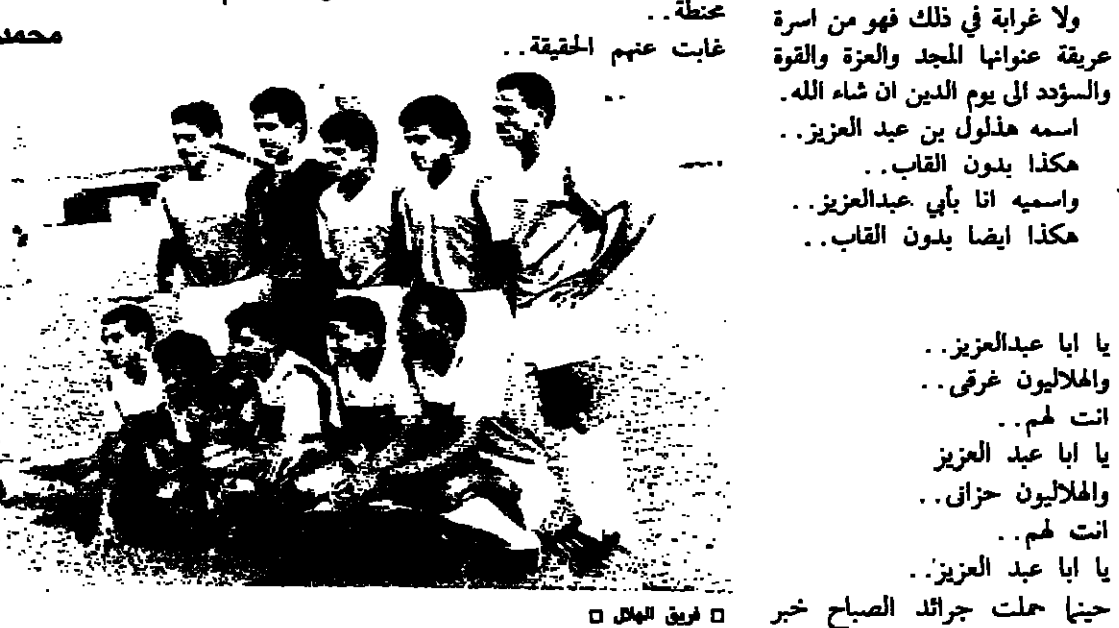 ولا غرابة في ذلك فهو من اسرة
عريقة عنوانها المجد والعزة والقوة
والسؤدد الى يوم الدين ان شاء الله.
اسمه هذلول بن عبد العزيز..
هكذا بدون القاب..
واسميه انا بأبي عبدالعزيز..
هكذا ايضا بدون القاب..
يا ابا عبدالعزيز..
والهلاليون غرقى..
انت لهم..
يا ابا عبد العزيز
والهلاليون حزانى..
انت لهم..
يا ابا عبد العزيز..
حينما حملت جرائد الصباح خبر
محنطة..
غابت عنهم الحقيقة..
محمد
□ فريق الهلال □